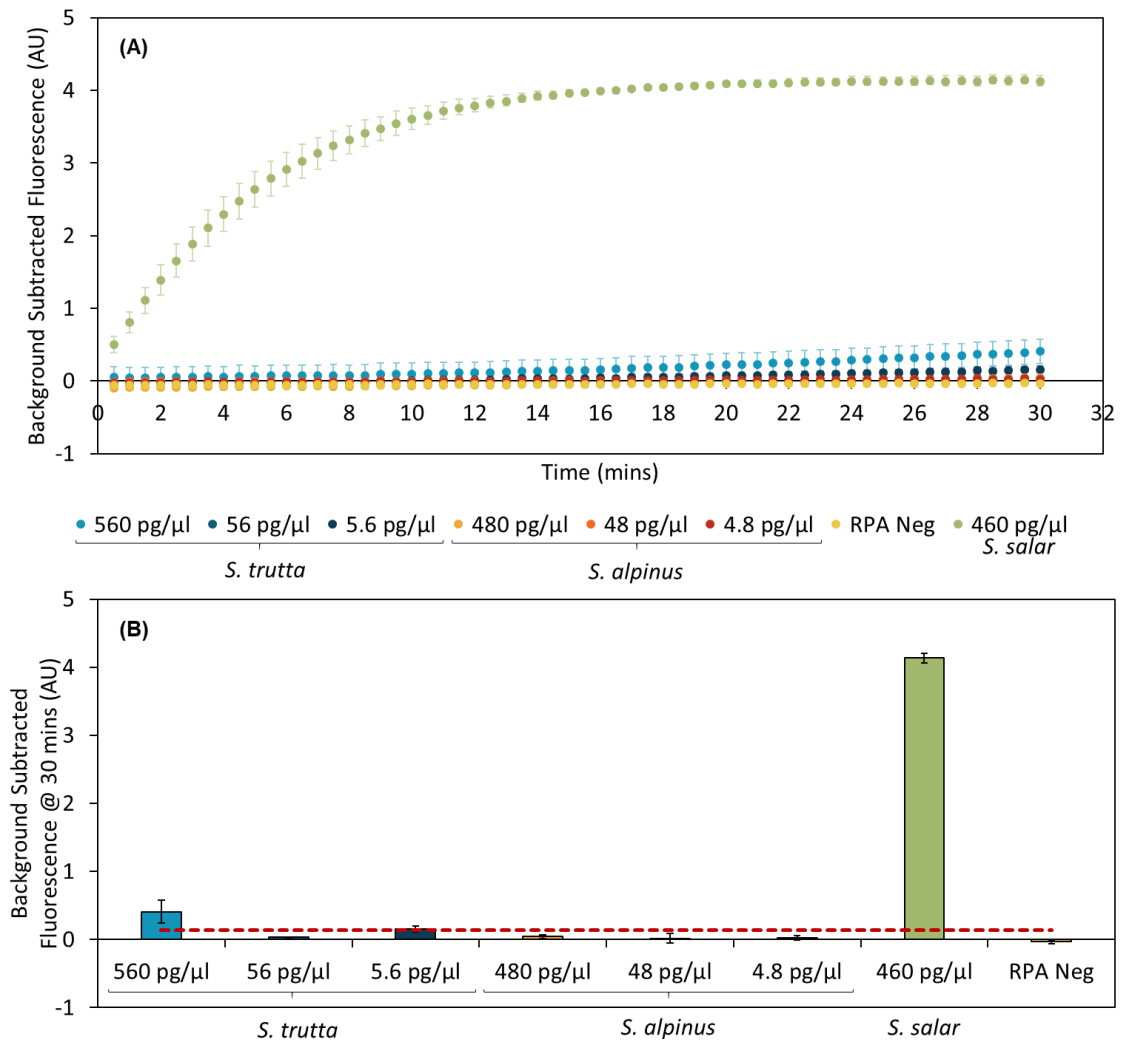 (A)
Background Subtracted Fluorescence (AU)
5
4
3
2
1
0
-1
0 2 4 6 8 10 12 14 16 18 20 22 24 26 28 30 32
Time (mins)
560 pg/µl 56 pg/µl 5.6 pg/µl 480 pg/µl 48 pg/µl 4.8 pg/µl RPA Neg 460 pg/µl
S. salar
S. trutta S. alpinus
(B)
Background Subtracted
Fluorescence @ 30 mins (AU)
5
4
3
2
1
0
-1
560 pg/µl 56 pg/µl 5.6 pg/µl 480 pg/µl 48 pg/µl 4.8 pg/µl 460 pg/µl RPA Neg
S. trutta S. alpinus S. salar